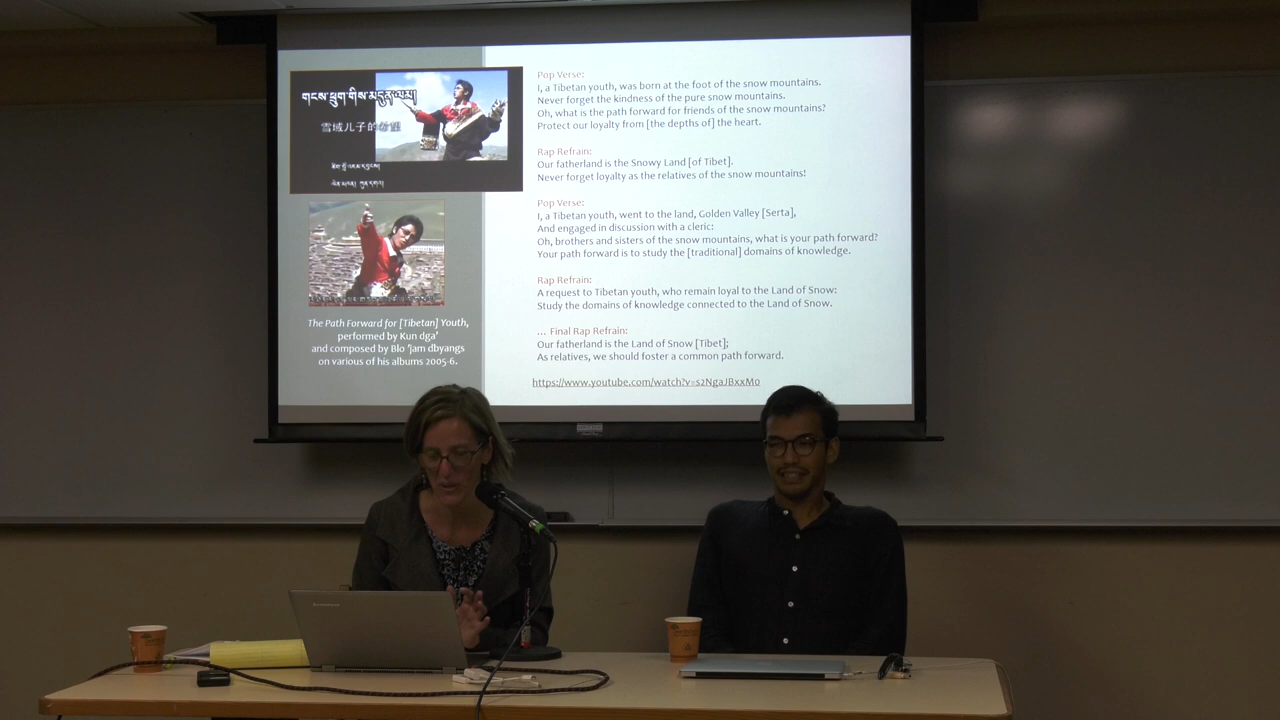 གངས་ཕྲུག་གིས་མདུན་ལམ།
雪域儿子的希望
The Path Forward for [Tibetan] Youth,
performed by Kun dga'
and composed by Blo 'jam dbyangs
on various of his albums 2005-6.
Pop Verse:
I, a Tibetan youth, was born at the foot of the snow mountains.
Never forget the kindness of the pure snow mountains.
Oh, what is the path forward for friends of the snow mountains?
Protect our loyalty from [the depths of] the heart.
Rap Refrain:
Our fatherland is the Snowy Land [of Tibet].
Never forget loyalty as the relatives of the snow mountains!
Pop Verse:
I, a Tibetan youth, went to the land, Golden Valley [Serta],
And engaged in discussion with a cleric:
Oh, brothers and sisters of the snow mountains, what is your path forward?
Your path forward is to study the [traditional] domains of knowledge.
Rap Refrain:
A request to Tibetan youth, who remain loyal to the Land of Snow:
Study the domains of knowledge connected to the Land of Snow.
... Final Rap Refrain:
Our fatherland is the Land of Snow [Tibet];
As relatives, we should foster a common path forward.
https://www.youtube.com/watch?v=s2NgaJBxxM0